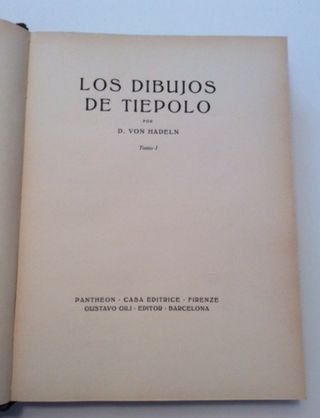 LOS DIBUJOS
DE TIEPOLO
POR
D. VON HADELN
Tomo I
PANTHEON · CASA EDITRICE · FIRENZE
GUSTAVO GILI · EDITOR · BARCELONA